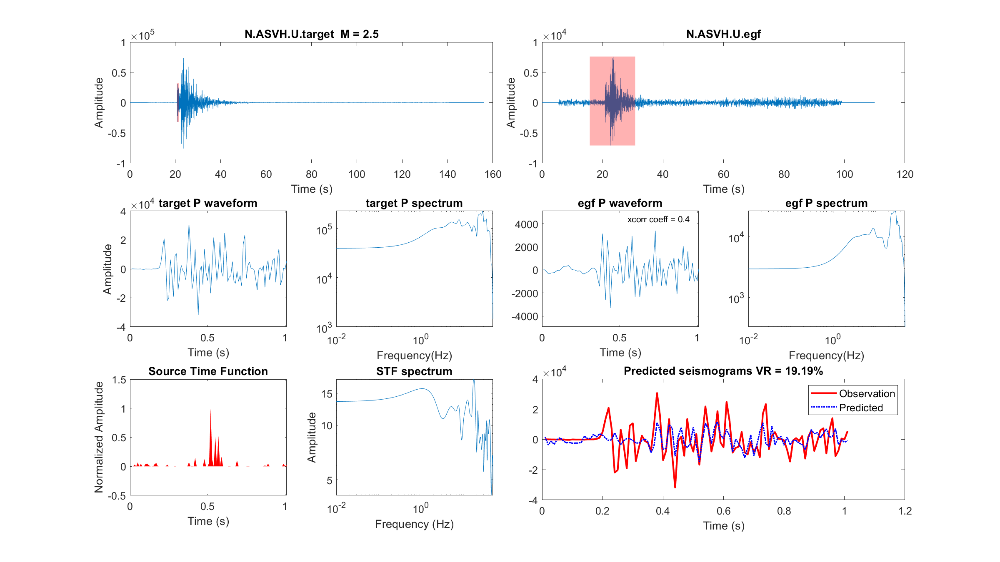 N.ASVH.U.target  M = 2.5
×10^5
Amplitude
1
0.5
0
-0.5
-1
0 20 40 60 80 100 120 140 160
Time (s)
N.ASVH.U.egf
×10^4
Amplitude
1
0.5
0
-0.5
-1
0 20 40 60 80 100 120
Time (s)
target P waveform
×10^4
Amplitude
4
2
0
-2
-4
0 0.5 1
Time (s)
target P spectrum
10^5
10^4
10^3
10^-2 10^0
Frequency(Hz)
egf P waveform
xcorr coeff = 0.4
4000
2000
0
-2000
-4000
0 0.5 1
Time (s)
egf P spectrum
10^4
10^3
10^-2 10^0
Frequency(Hz)
Source Time Function
Normalized Amplitude
1.5
1
0.5
0
-0.5
0 0.5 1
Time (s)
STF spectrum
Amplitude
15
10
5
10^-2 10^0
Frequency (Hz)
Predicted seismograms VR = 19.19%
×10^4
4
2
0
-2
-4
Observation
Predicted
0 0.2 0.4 0.6 0.8 1 1.2
Time (s)